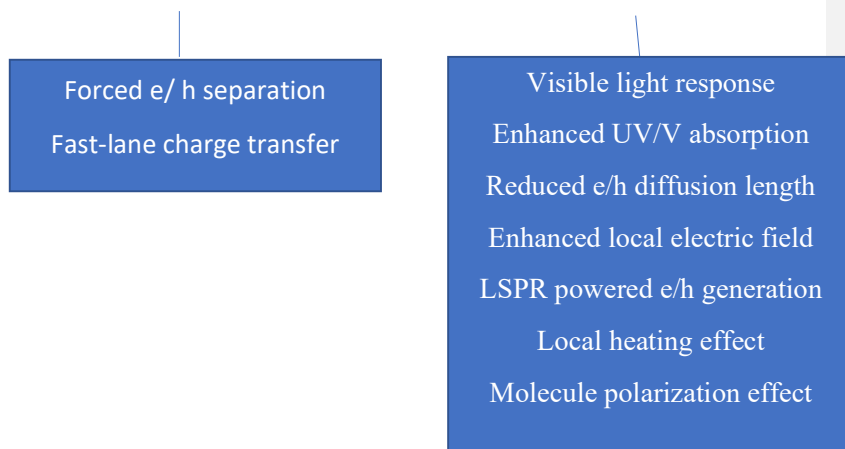 Forced e/ h separation
Fast-lane charge transfer
Visible light response
Enhanced UV/V absorption
Reduced e/h diffusion length
Enhanced local electric field
LSPR powered e/h generation
Local heating effect
Molecule polarization effect